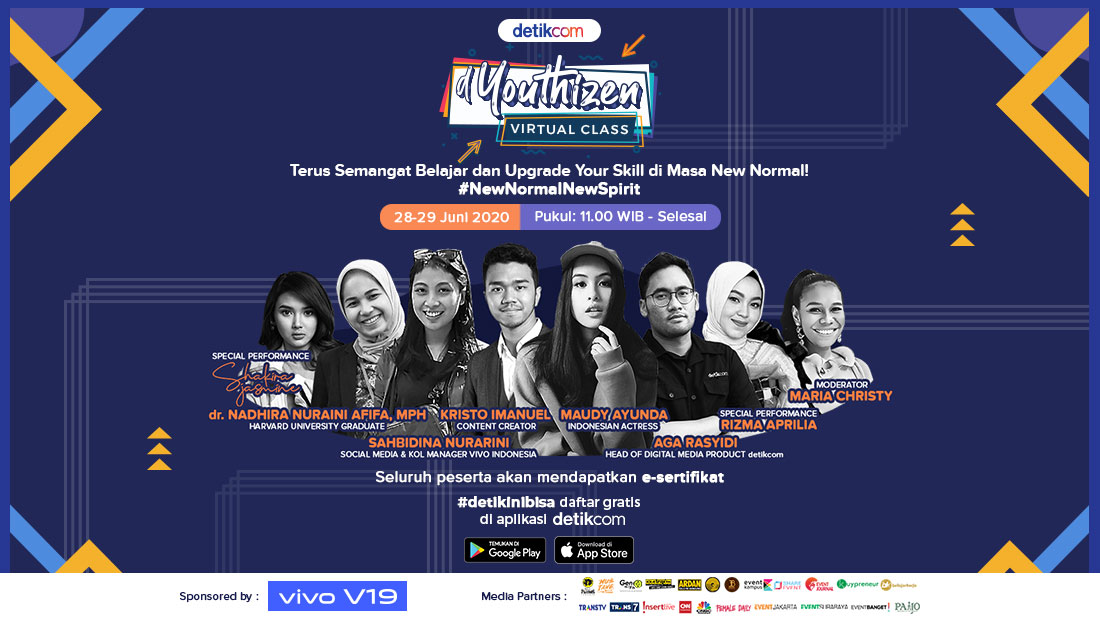 detikcom
dYouthizen
VIRTUAL CLASS
Terus Semangat Belajar dan Upgrade Your Skill di Masa New Normal!
#NewNormalNewSpirit
28-29 Juni 2020 Pukul: 11.00 WIB - Selesai
SPECIAL PERFORMANCE
Shakira Jasmine
dr. NADHIRA NURAINI AFIFA, MPH
HARVARD UNIVERSITY GRADUATE
SAHBIDINA NURARINI
SOCIAL MEDIA & KOL MANAGER VIVO INDONESIA
KRISTO IMANUEL
CONTENT CREATOR
MAUDY AYUNDA
INDONESIAN ACTRESS
AGA RASYIDI
HEAD OF DIGITAL MEDIA PRODUCT detikcom
SPECIAL PERFORMANCE
RIZMA APRILIA
MODERATOR
MARIA CHRISTY
detikcom
Seluruh peserta akan mendapatkan e-sertifikat
#detikinibisa daftar gratis
di aplikasi detikcom
TEMUKAN DI
Google Play
Download di
App Store
Sponsored by : vivo V19
Media Partners :
ARDAN
event kampus
SHARE EVENT
EVENT JOURNAL
kuypreneur
TRANSTV TRANS7 insertlive CNN CNBC FEMALE DAILY EVENTJAKARTA EVENTSURABAYA EVENTBANGET!